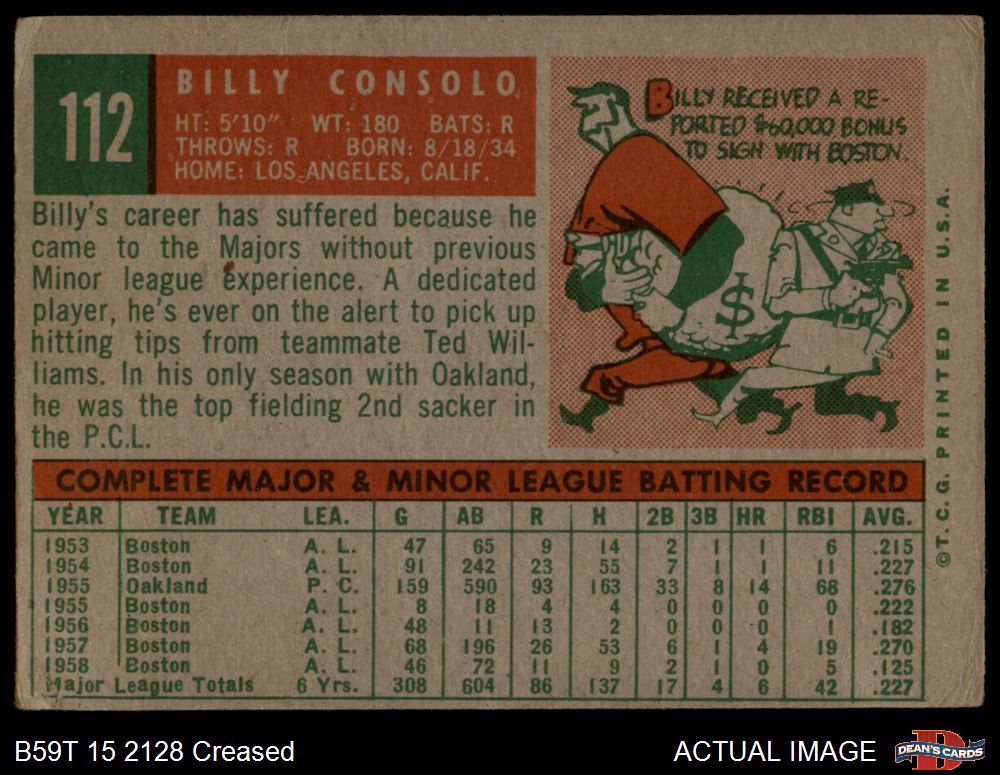 112
BILLY CONSOLO
HT: 5'10" WT: 180 BATS: R
THROWS: R BORN: 8/18/34
HOME: LOS ANGELES, CALIF.
BILLY RECEIVED A RE-
PORTED $60,000 BONUS
TO SIGN WITH BOSTON.
$
Billy's career has suffered because he
came to the Majors without previous
Minor league experience. A dedicated
player, he's ever on the alert to pick up
hitting tips from teammate Ted Wil-
liams. In his only season with Oakland,
he was the top fielding 2nd sacker in
the P.C.L.
COMPLETE MAJOR & MINOR LEAGUE BATTING RECORD
YEAR TEAM LEA. G AB R H 2B 3B HR RBI AVG.
1953 Boston A. L. 47 65 9 14 2 1 1 6 .215
1954 Boston A. L. 91 242 23 55 7 1 1 11 .227
1955 Oakland P. C. 159 590 93 163 33 8 14 68 .276
1955 Boston A. L. 8 18 4 4 0 0 0 0 .222
1956 Boston A. L. 48 11 13 2 0 0 0 1 .182
1957 Boston A. L. 68 196 26 53 6 1 4 19 .270
1958 Boston A. L. 46 72 11 9 2 1 0 5 .125
Major League Totals 6 Yrs. 308 604 86 137 17 4 6 42 .227
©T. C. G. PRINTED IN U.S.A.
B59T 15 2128 Creased
ACTUAL IMAGE
D
DEAN'S CARDS